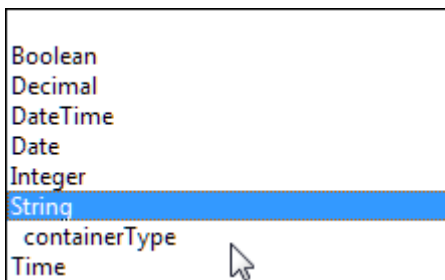 Boolean
Decimal
DateTime
Date
Integer
String
containerType
Time